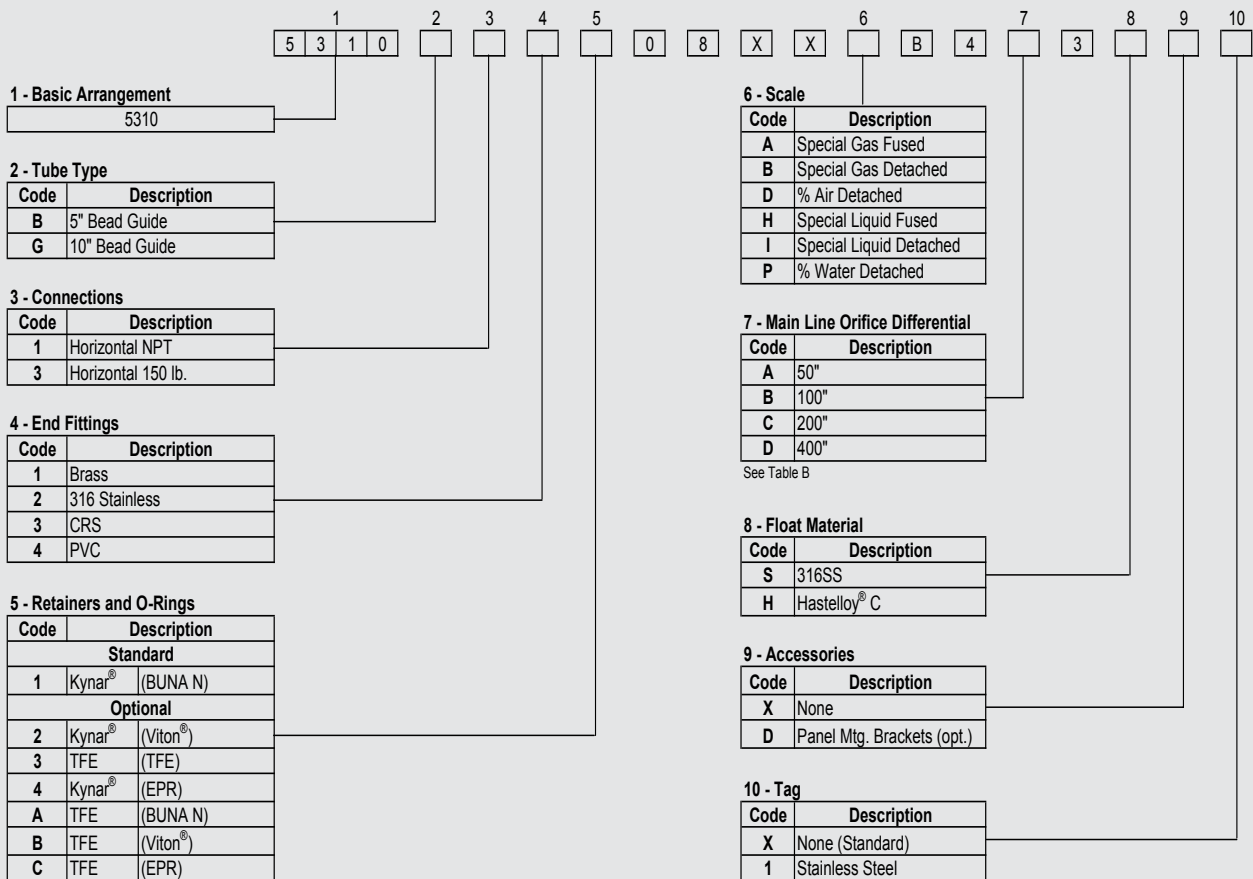 1 2 3 4 5 6 7 8 9 10
5 3 1 0 0 8 X X B 4 3
1 - Basic Arrangement
5310
2 - Tube Type
Code Description
B 5" Bead Guide
G 10" Bead Guide
3 - Connections
Code Description
1 Horizontal NPT
3 Horizontal 150 lb.
4 - End Fittings
Code Description
1 Brass
2 316 Stainless
3 CRS
4 PVC
5 - Retainers and O-Rings
Code Description
Standard
1 Kynar® (BUNA N)
Optional
2 Kynar® (Viton®)
3 TFE (TFE)
4 Kynar® (EPR)
A TFE (BUNA N)
B TFE (Viton®)
C TFE (EPR)
6 - Scale
Code Description
A Special Gas Fused
B Special Gas Detached
D % Air Detached
H Special Liquid Fused
I Special Liquid Detached
P % Water Detached
7 - Main Line Orifice Differential
Code Description
A 50"
B 100"
C 200"
D 400"
See Table B
8 - Float Material
Code Description
S 316SS
H Hastelloy® C
9 - Accessories
Code Description
X None
D Panel Mtg. Brackets (opt.)
10 - Tag
Code Description
X None (Standard)
1 Stainless Steel